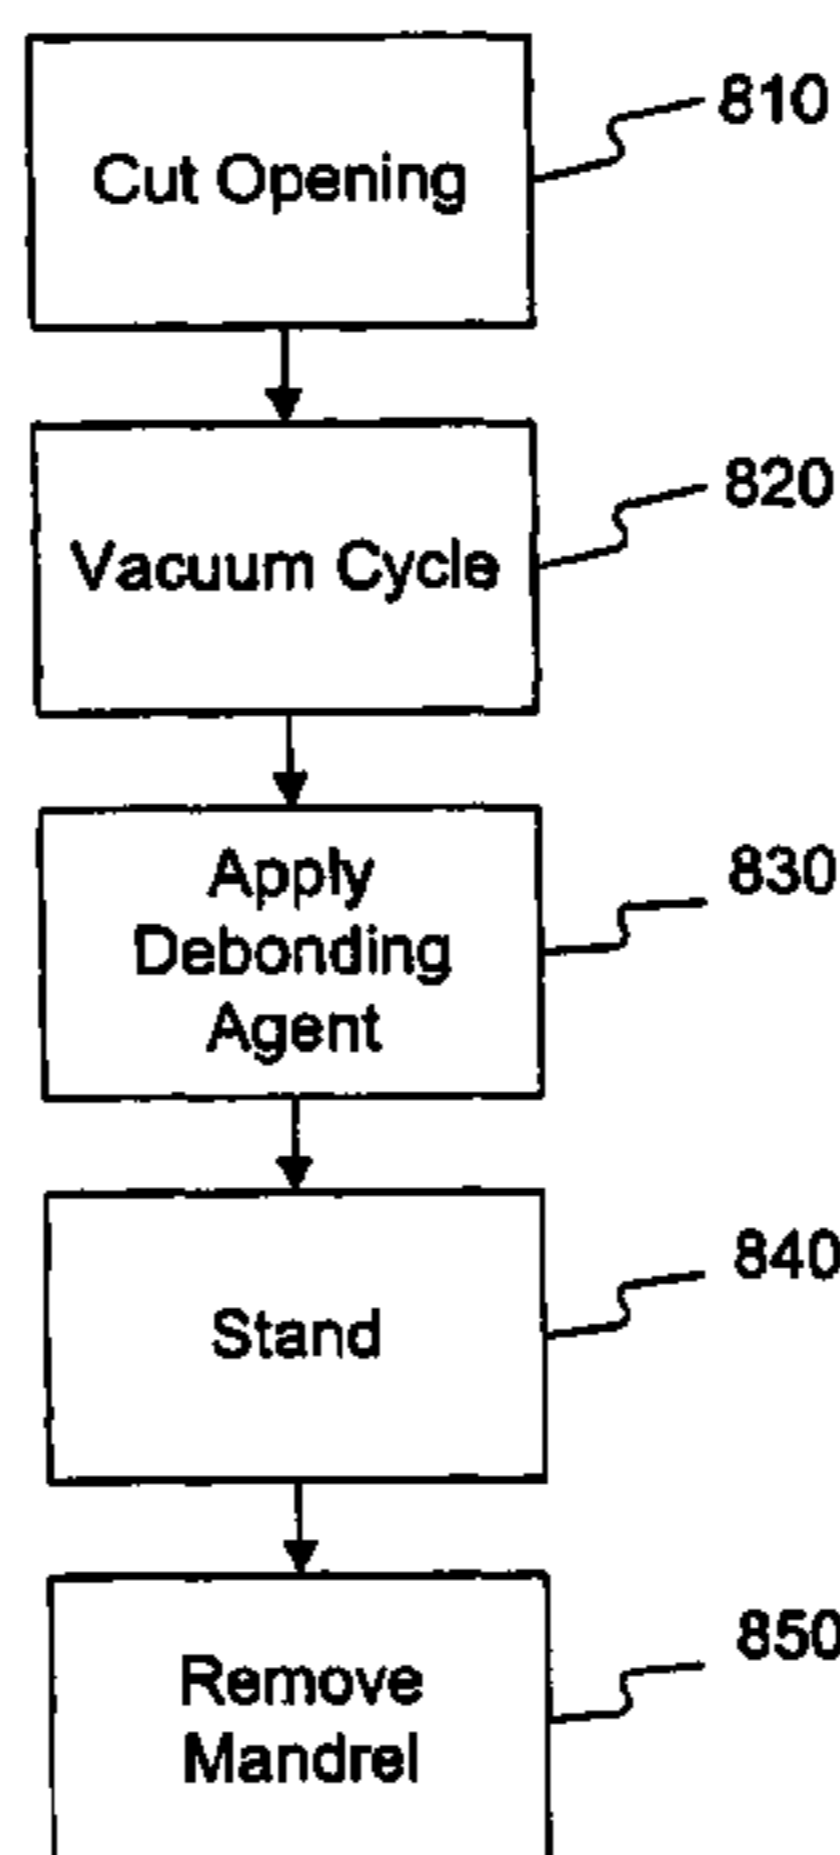 Cut Opening
810
Vacuum Cycle
820
Apply
Debonding
Agent
830
Stand
840
Remove
Mandrel
850